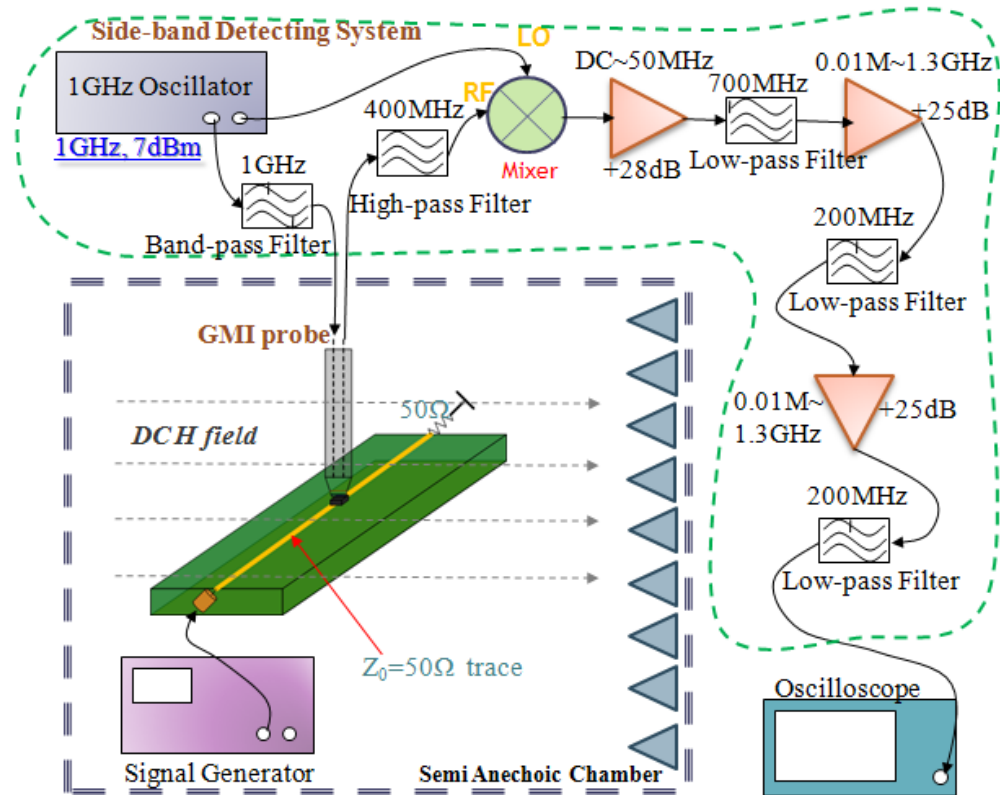 Side-band Detecting System
1GHz Oscillator
1GHz, 7dBm
1GHz
Band-pass Filter
400MHz
High-pass Filter
LO
RF
Mixer
DC~50MHz
+28dB
700MHz
Low-pass Filter
0.01M~1.3GHz
+25dB
200MHz
Low-pass Filter
0.01M~
1.3GHz
+25dB
200MHz
Low-pass Filter
Oscilloscope
GMI probe
DC H field
50Ω
Z₀=50Ω trace
Signal Generator
Semi Anechoic Chamber